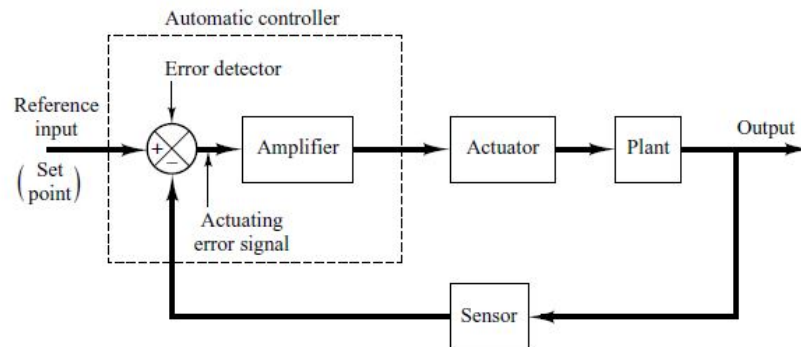 Automatic controller
Error detector
Reference
input
( Set
point )
+
−
Amplifier
Actuator
Plant
Output
Actuating
error signal
Sensor